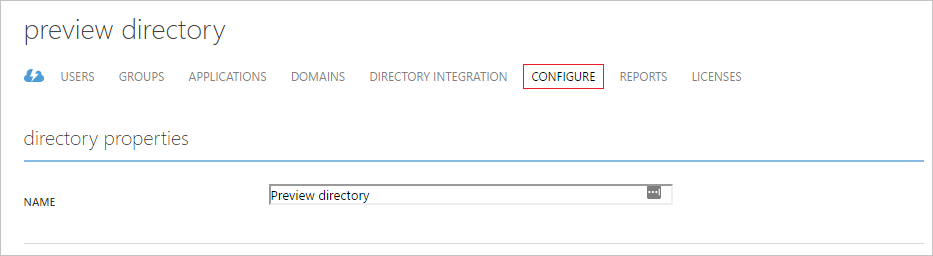 preview directory
USERS GROUPS APPLICATIONS DOMAINS DIRECTORY INTEGRATION CONFIGURE REPORTS LICENSES
directory properties
NAME Preview directory